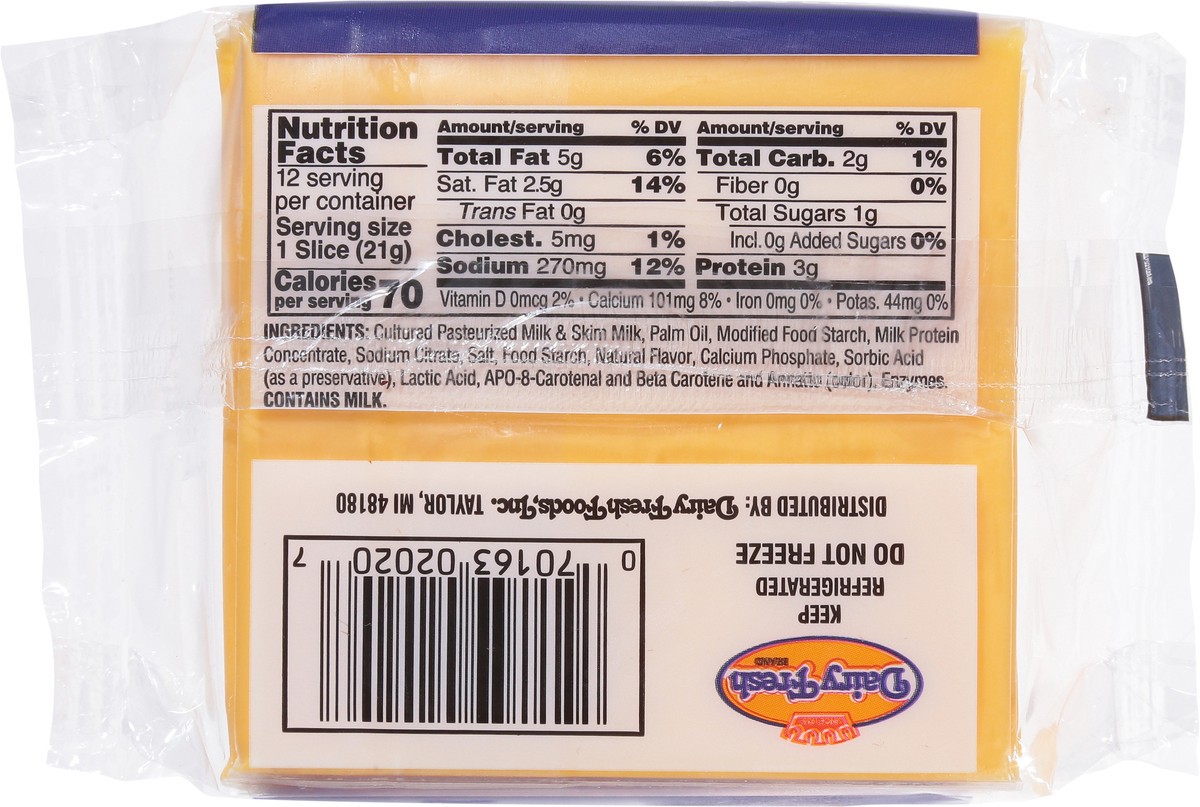 Nutrition
Facts
12 serving
per container
Serving size
1 Slice (21g)
Calories 70
per serving
Amount/serving % DV
Total Fat 5g 6%
Sat. Fat 2.5g 14%
Trans Fat 0g
Cholest. 5mg 1%
Sodium 270mg 12%
Amount/serving % DV
Total Carb. 2g 1%
Fiber 0g 0%
Total Sugars 1g
Incl. 0g Added Sugars 0%
Protein 3g
Vitamin D 0mcg 2% • Calcium 101mg 8% • Iron 0mg 0% • Potas. 44mg 0%
INGREDIENTS: Cultured Pasteurized Milk & Skim Milk, Palm Oil, Modified Food Starch, Milk Protein
Concentrate, Sodium Citrate, Salt, Food Starch, Natural Flavor, Calcium Phosphate, Sorbic Acid
(as a preservative), Lactic Acid, APO-8-Carotenal and Beta Carotene and Annatto (color), Enzymes.
CONTAINS MILK.
Dairy Fresh
BRAND
KEEP
REFRIGERATED
DO NOT FREEZE
DISTRIBUTED BY: Dairy Fresh Foods, Inc. TAYLOR, MI 48180
0 70163 02020 7